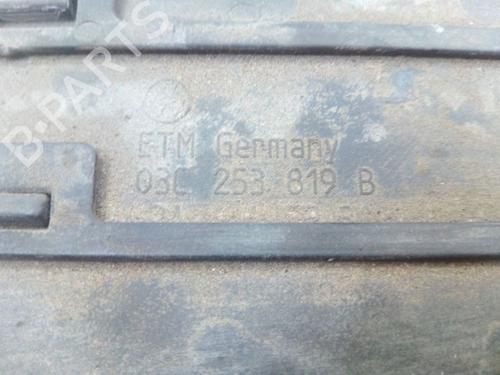 B-PARTS
ETM Germany
03C 253 819 B